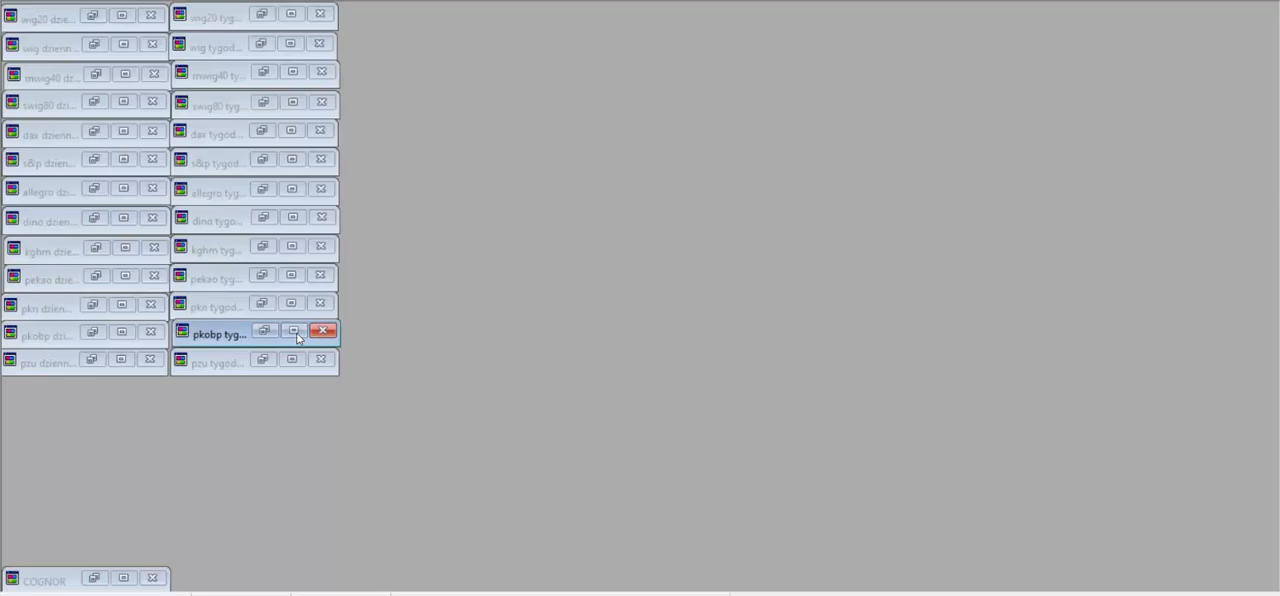 wig20 dzie... wig20 tyg...
wig dzienn... wig tygod...
mwig40 dz... mwig40 ty...
swig80 dzi... swig80 tyg...
dax dzienn... dax tygod...
s&p dzien... s&p tygod...
allegro dzi... allegro tyg...
dino dzien... dino tygo...
kghm dzie... kghm tyg...
pekao dzie... pekao tyg...
pkn dzien... pkn tygod...
pkobp dzi... pkobp tyg...
pzu dzienn... pzu tygod...
COGNOR